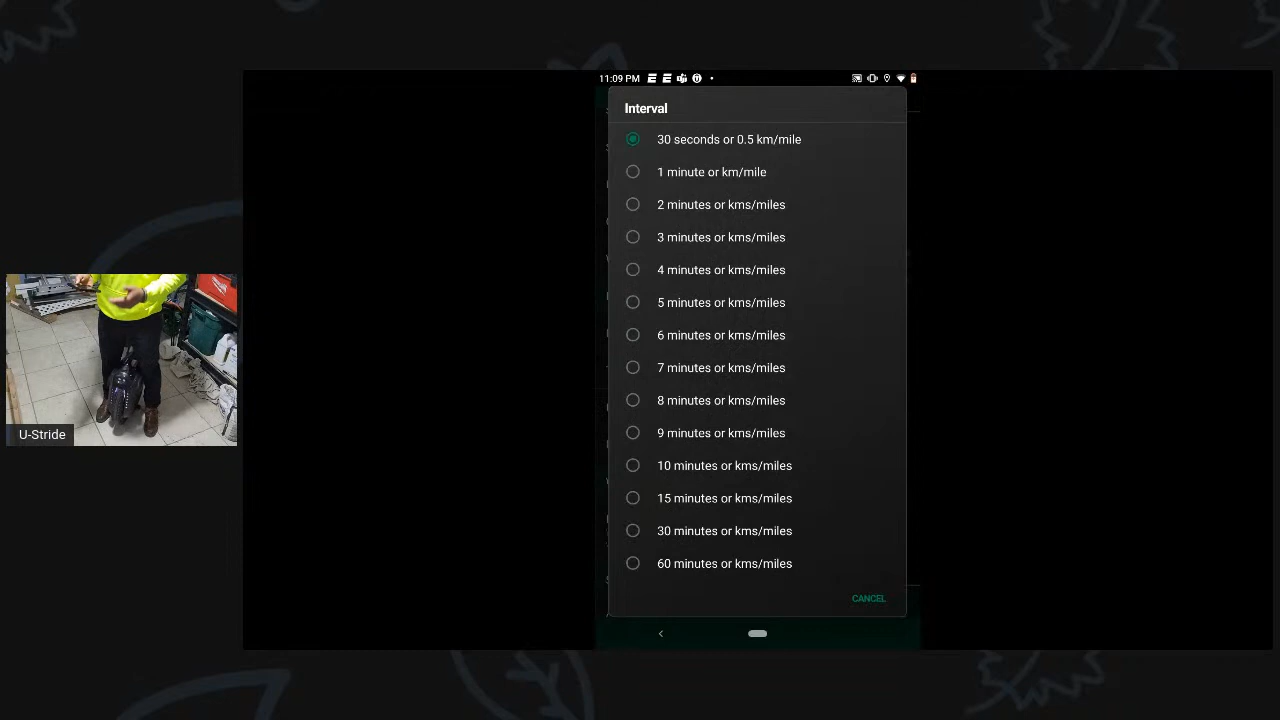 11:09 PM
Interval
30 seconds or 0.5 km/mile
1 minute or km/mile
2 minutes or kms/miles
3 minutes or kms/miles
4 minutes or kms/miles
5 minutes or kms/miles
6 minutes or kms/miles
7 minutes or kms/miles
8 minutes or kms/miles
9 minutes or kms/miles
10 minutes or kms/miles
15 minutes or kms/miles
30 minutes or kms/miles
60 minutes or kms/miles
CANCEL
U-Stride